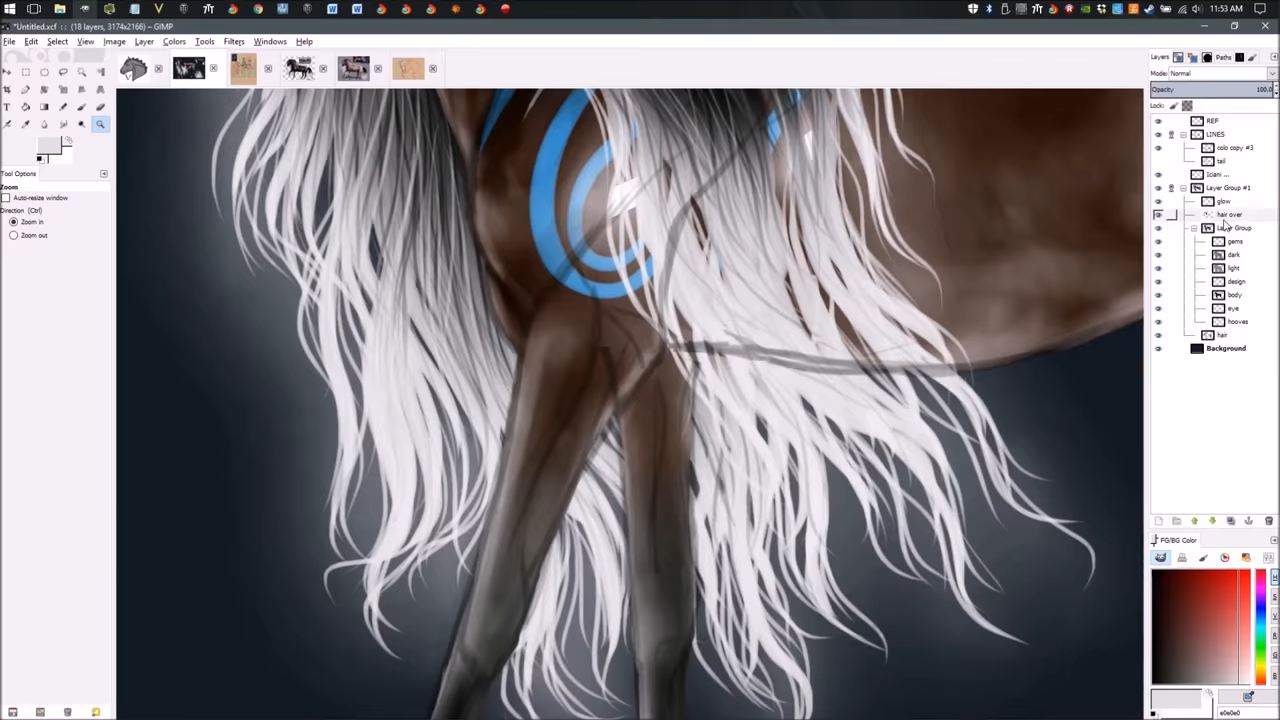 11:53 AM
*Untitled.xcf :: (18 layers, 3174x2166) – GIMP
File Edit Select View Image Layer Colors Tools Filters Windows Help
Layers Paths
Mode: Normal
Opacity 100.0
Lock:
REF
LINES
colo copy #3
tail
Layer Group #1
glow
hair over
Layer Group
gems
dark
light
design
body
eye
hooves
hair
Background
Tool Options
Zoom
Auto-resize window
Direction (Ctrl)
Zoom in
Zoom out
FG/BG Color
H
S
V
R
G
B
e0e0e0